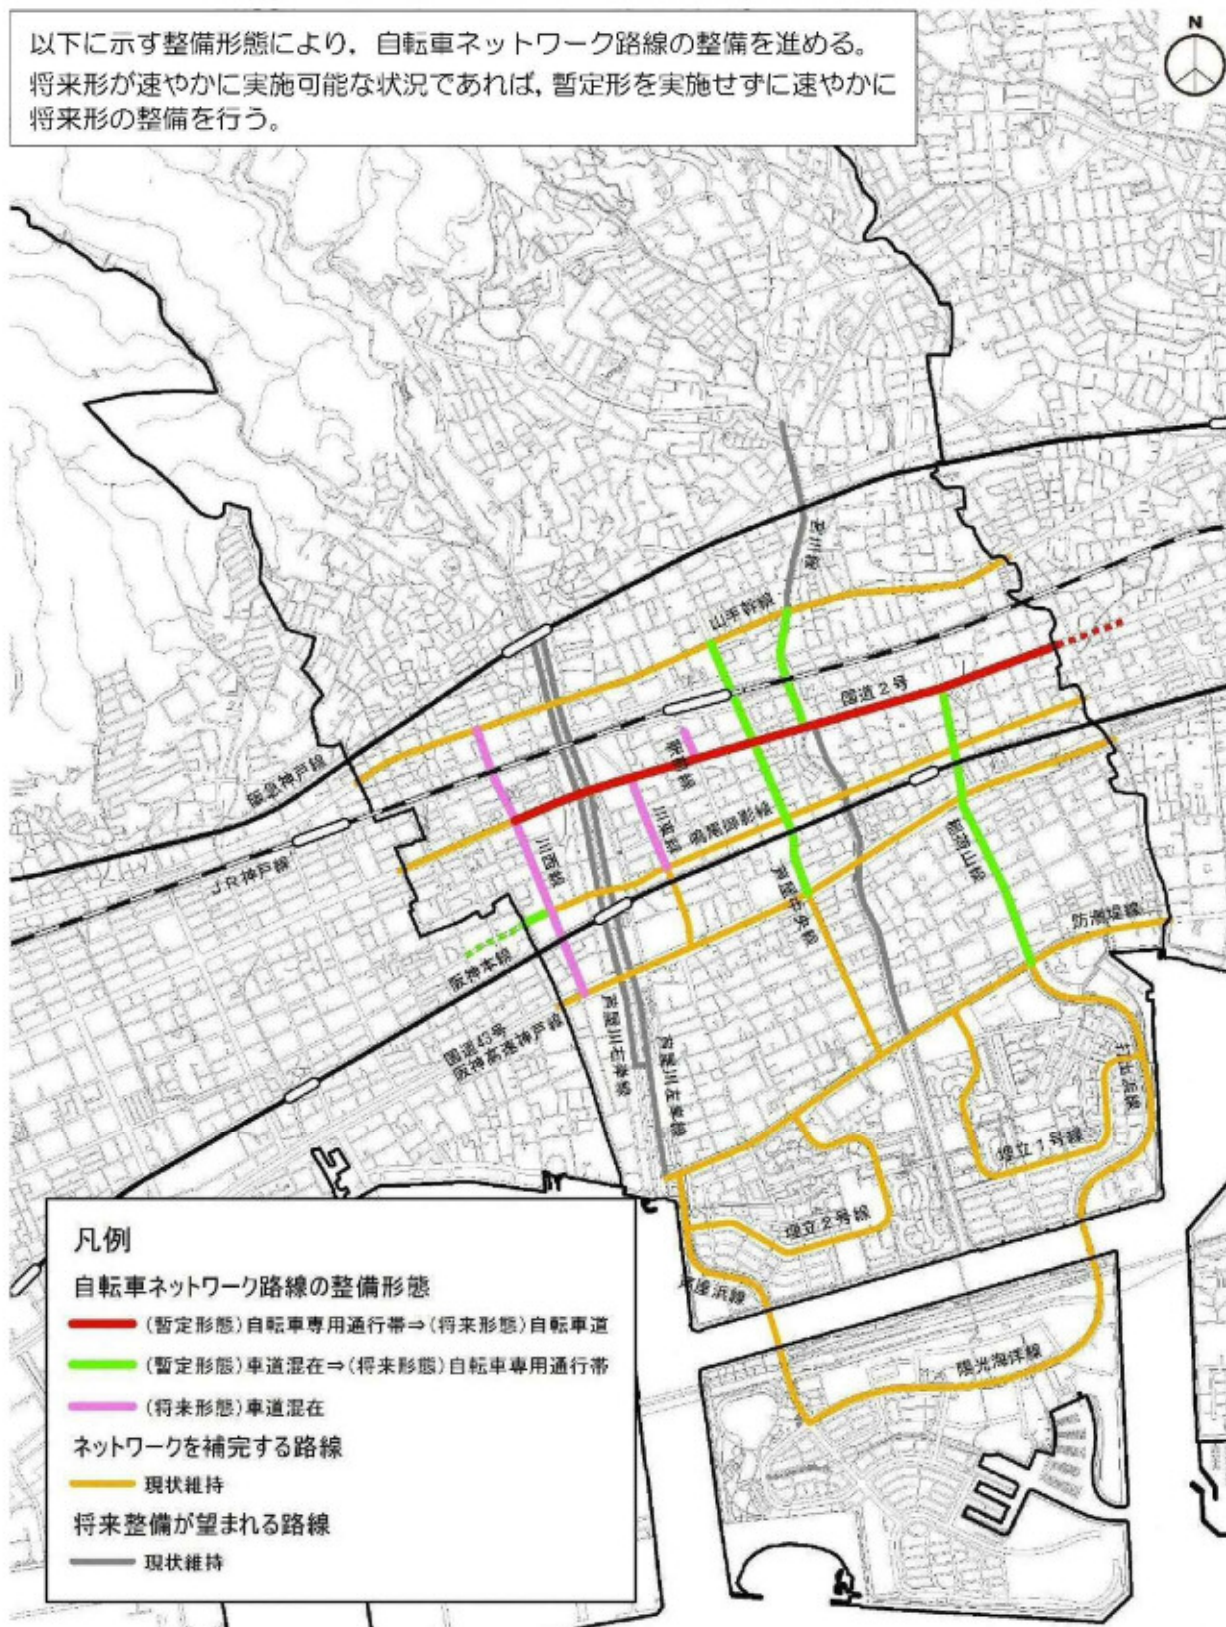 以下に示す整備形態により，自転車ネットワーク路線の整備を進める。
将来形が速やかに実施可能な状況であれば，暫定形を実施せずに速やかに
将来形の整備を行う。
N
宮川線
山手幹線
国道２号
阪急神戸線
ＪＲ神戸線
川東線
鳴尾御影線
川西線
芦屋中央線
楠町山線
防潮堤線
阪神本線
国道43号
阪神高速神戸線
芦屋川右岸線
芦屋川左岸線
打出浜線
埋立１号線
埋立２号線
芦屋浜線
陽光海洋線
凡例
自転車ネットワーク路線の整備形態
（暫定形態）自転車専用通行帯⇒（将来形態）自転車道
（暫定形態）車道混在⇒（将来形態）自転車専用通行帯
（将来形態）車道混在
ネットワークを補完する路線
現状維持
将来整備が望まれる路線
現状維持